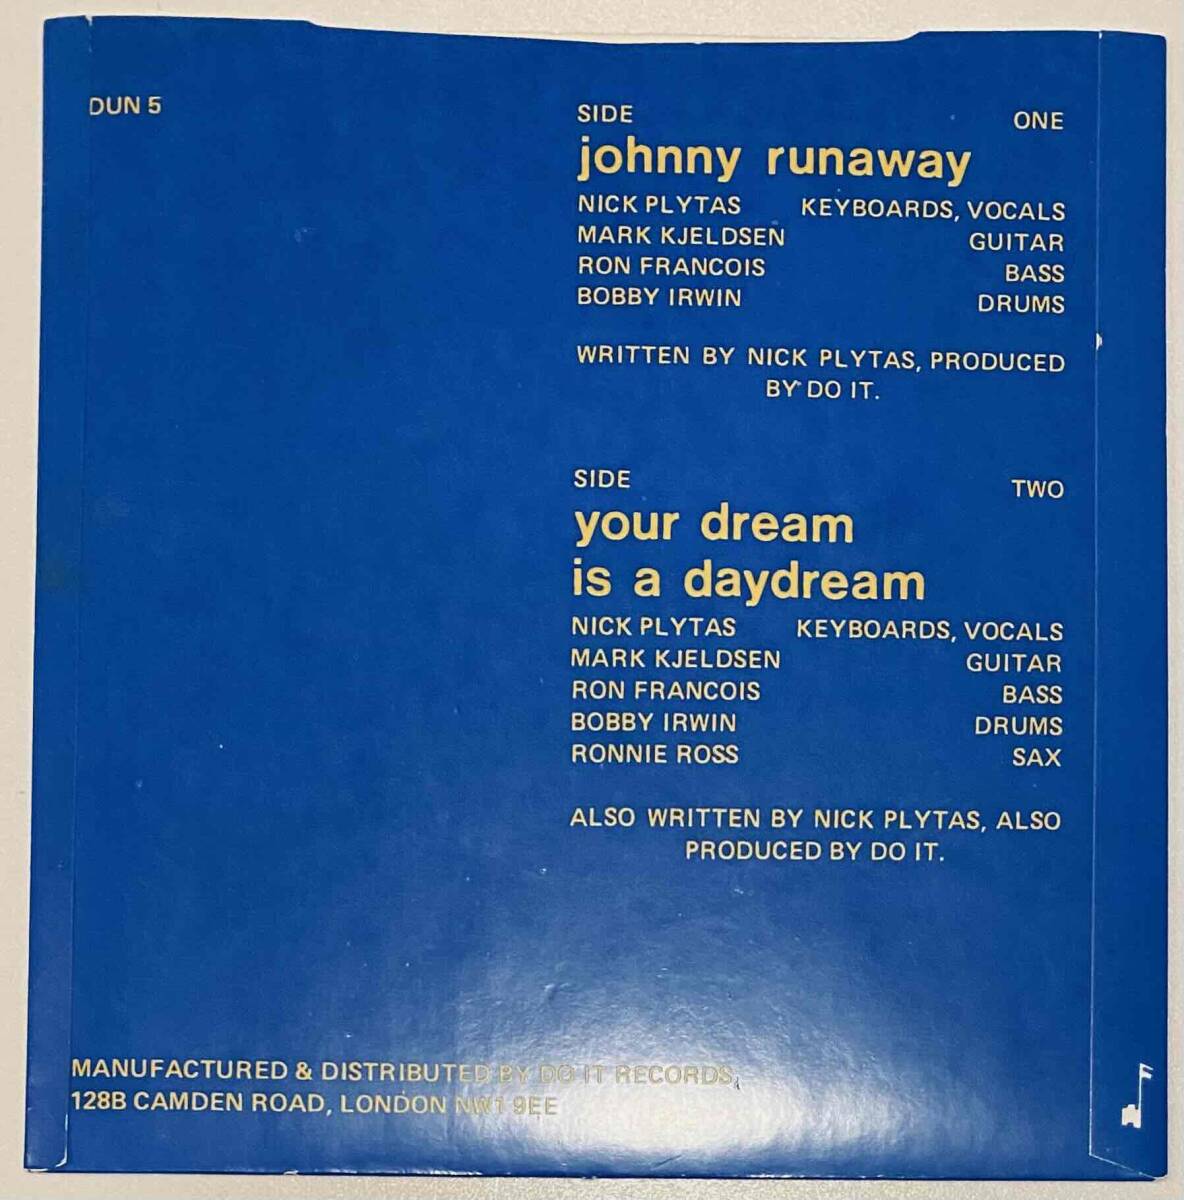 DUN 5
SIDE ONE
johnny runaway
NICK PLYTAS KEYBOARDS, VOCALS
MARK KJELDSEN GUITAR
RON FRANCOIS BASS
BOBBY IRWIN DRUMS
WRITTEN BY NICK PLYTAS, PRODUCED
BY DO IT.
SIDE TWO
your dream
is a daydream
NICK PLYTAS KEYBOARDS, VOCALS
MARK KJELDSEN GUITAR
RON FRANCOIS BASS
BOBBY IRWIN DRUMS
RONNIE ROSS SAX
ALSO WRITTEN BY NICK PLYTAS, ALSO
PRODUCED BY DO IT.
MANUFACTURED & DISTRIBUTED BY DO IT RECORDS,
128B CAMDEN ROAD, LONDON NW1 9EE